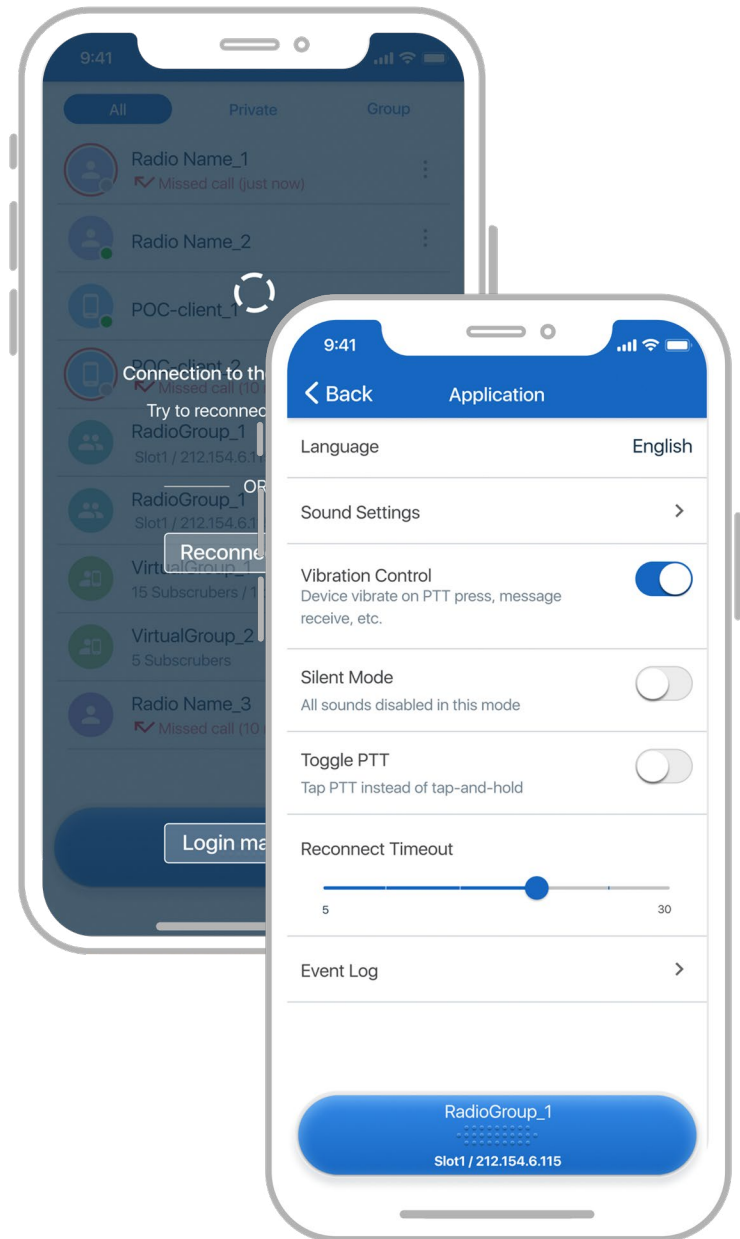 9:41
All
Private
Group
Radio Name_1
Missed call (just now)
Radio Name_2
POC-client_1
POC-client_2
Missed call (10
Connection to th
Try to reconnec
RadioGroup_1
Slot1 / 212.154.6.11
OR
RadioGroup_1
Slot1 / 212.154.6.1
Reconne
VirtualGroup_1
15 Subscrubers / 1
VirtualGroup_2
5 Subscrubers
Radio Name_3
Missed call (10
Login ma
9:41
Back
Application
Language
English
Sound Settings
Vibration Control
Device vibrate on PTT press, message
receive, etc.
Silent Mode
All sounds disabled in this mode
Toggle PTT
Tap PTT instead of tap-and-hold
Reconnect Timeout
5
30
Event Log
RadioGroup_1
Slot1 / 212.154.6.115